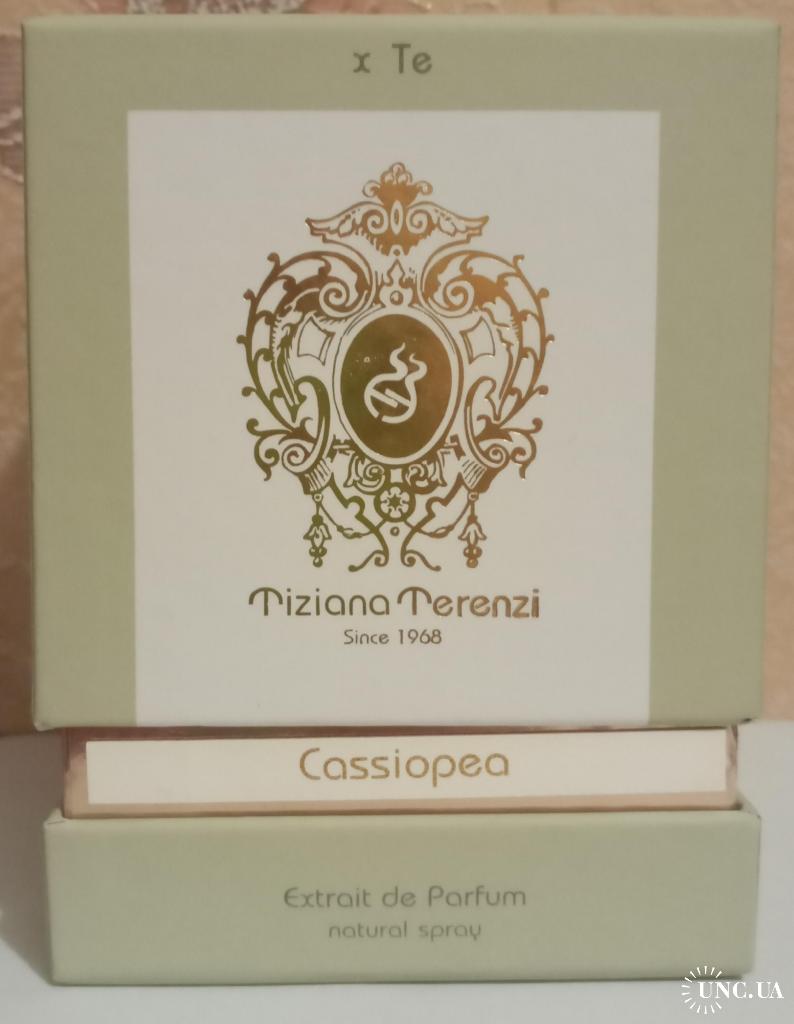 x Te
Tiziana Terenzi
Since 1968
Cassiopea
Extrait de Parfum
natural spray
UNC.UA